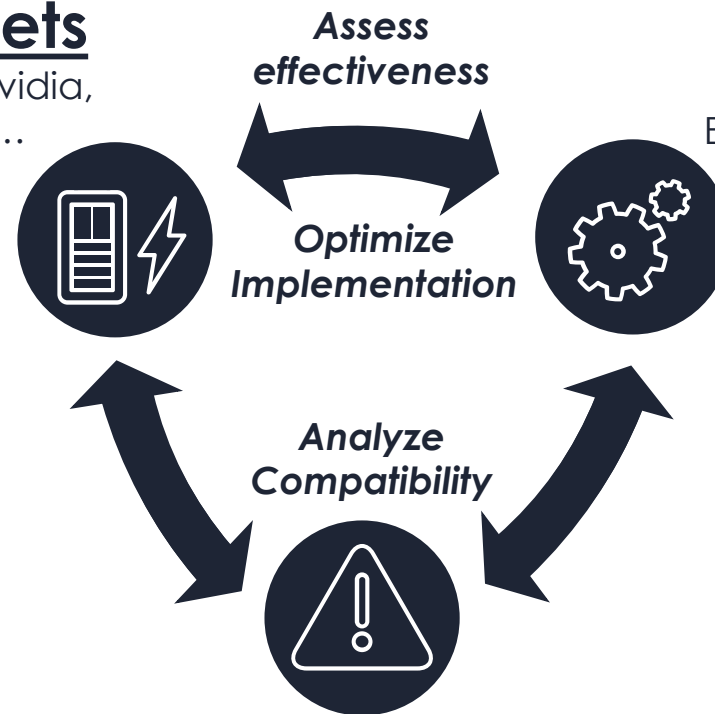 ets
vidia,
...
Assess
effectiveness
E
Optimize
Implementation
Analyze
Compatibility